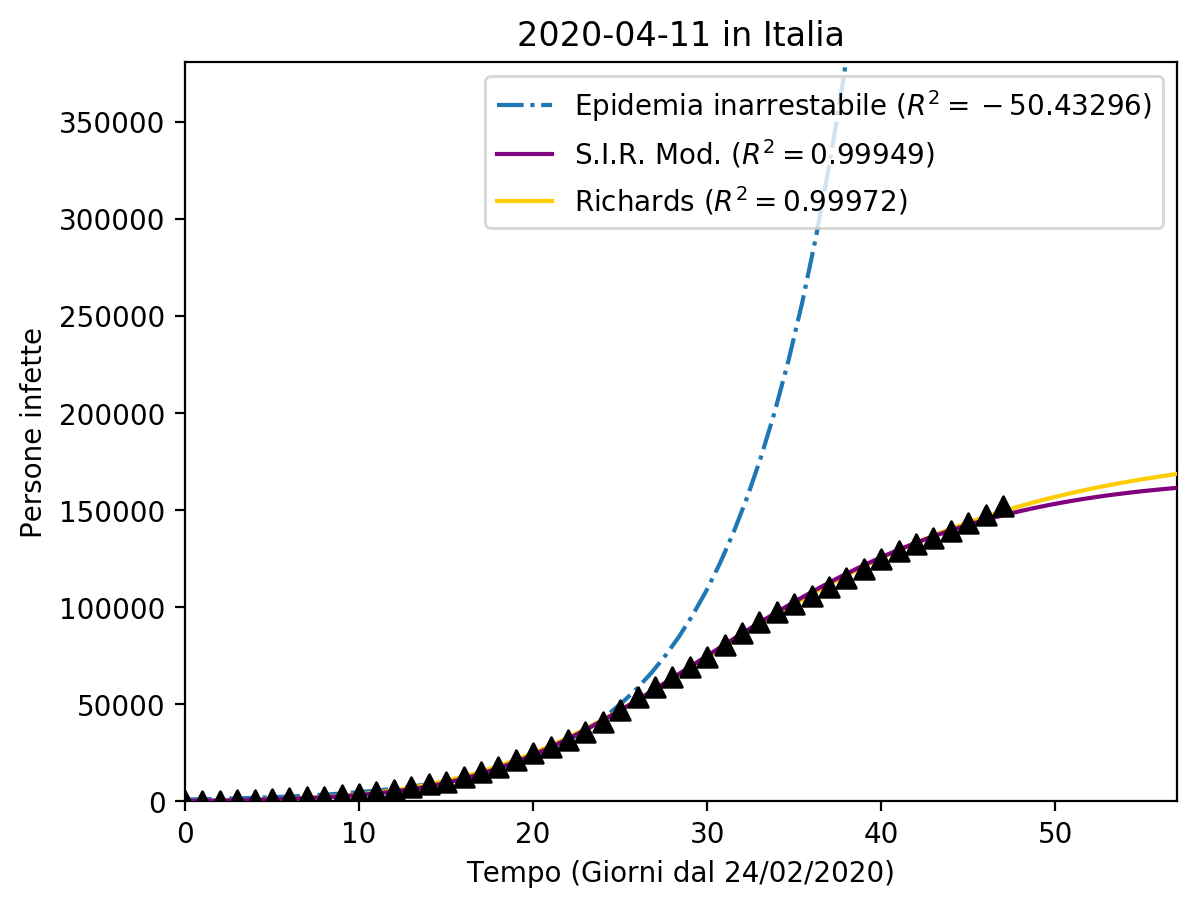 2020-04-11 in Italia
Epidemia inarrestabile (R² = −50.43296)
S.I.R. Mod. (R² = 0.99949)
Richards (R² = 0.99972)
Persone infette
350000
300000
250000
200000
150000
100000
50000
0
0 10 20 30 40 50
Tempo (Giorni dal 24/02/2020)